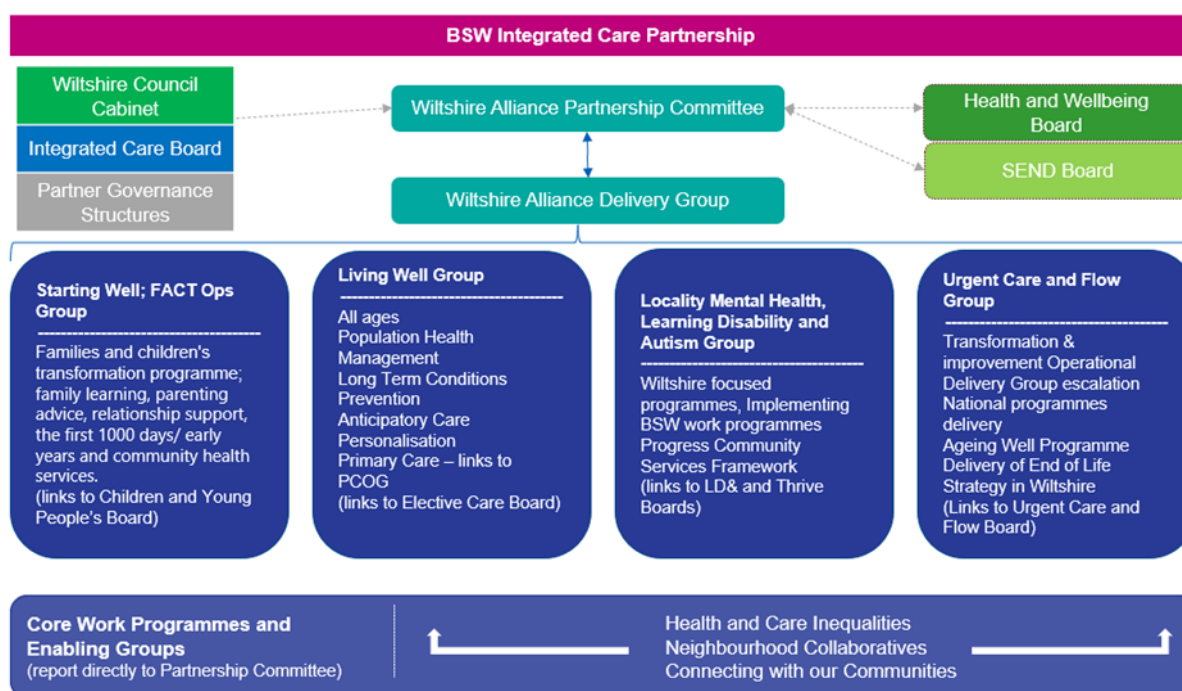 BSW Integrated Care Partnership
Wiltshire Council
Cabinet
Integrated Care Board
Partner Governance
Structures
Wiltshire Alliance Partnership Committee
Wiltshire Alliance Delivery Group
Health and Wellbeing
Board
SEND Board
Starting Well; FACT Ops
Group
Families and children's
transformation programme;
family learning, parenting
advice, relationship support,
the first 1000 days/ early
years and community health
services.
(links to Children and Young
People's Board)
Living Well Group
All ages
Population Health
Management
Long Term Conditions
Prevention
Anticipatory Care
Personalisation
Primary Care – links to
PCOG
(links to Elective Care Board)
Locality Mental Health,
Learning Disability and
Autism Group
Wiltshire focused
programmes, Implementing
BSW work programmes
Progress Community
Services Framework
(links to LD& and Thrive
Boards)
Urgent Care and Flow
Group
Transformation &
improvement Operational
Delivery Group escalation
National programmes
delivery
Ageing Well Programme
Delivery of End of Life
Strategy in Wiltshire
(Links to Urgent Care and
Flow Board)
Core Work Programmes and
Enabling Groups
(report directly to Partnership Committee)
Health and Care Inequalities
Neighbourhood Collaboratives
Connecting with our Communities